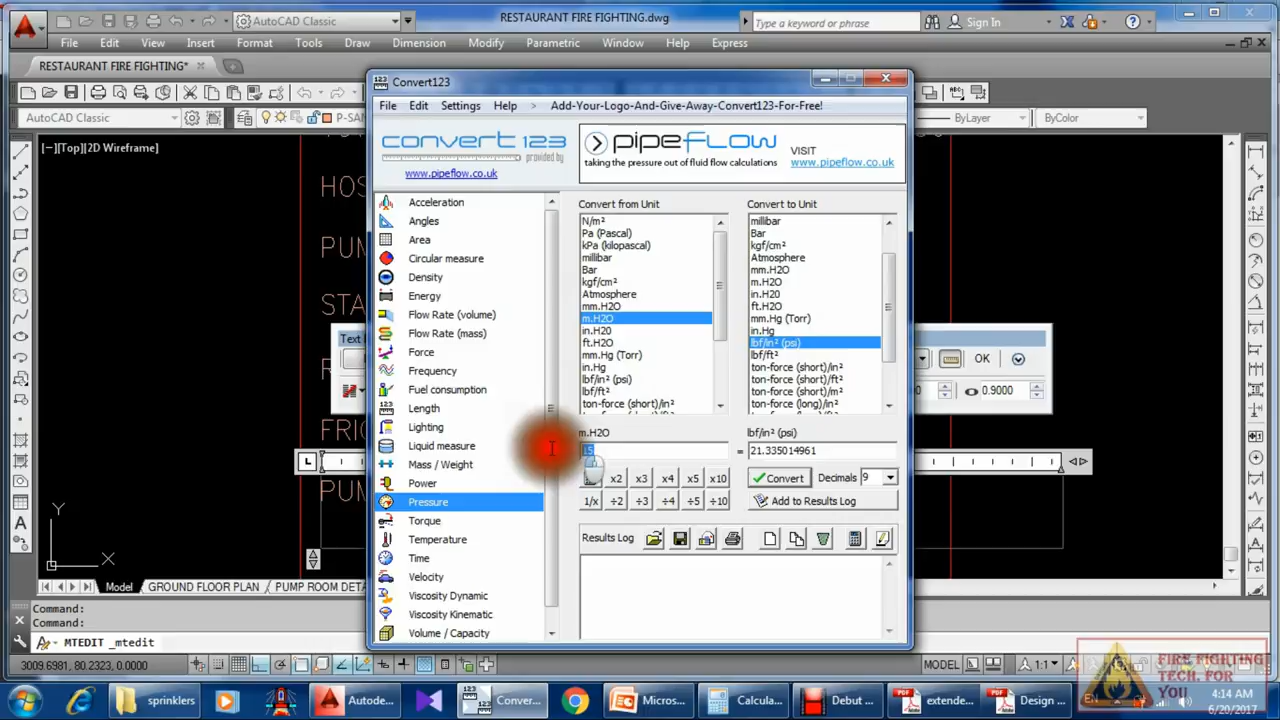 AutoCAD Classic
RESTAURANT FIRE FIGHTING.dwg
Type a keyword or phrase
Sign In
File Edit View Insert Format Tools Draw Dimension Modify Parametric Window Help Express
RESTAURANT FIRE FIGHTING*
AutoCAD Classic
P-SAN
ByLayer
ByColor
[−][Top][2D Wireframe]
HOS
PUM
STA
FRIC
PUM
Text
OK
0.9000
Convert123
File Edit Settings Help > Add-Your-Logo-And-Give-Away-Convert123-For-Free!
convert 123
provided by
www.pipeflow.co.uk
pipeflow
taking the pressure out of fluid flow calculations
VISIT
www.pipeflow.co.uk
Acceleration
Angles
Area
Circular measure
Density
Energy
Flow Rate (volume)
Flow Rate (mass)
Force
Frequency
Fuel consumption
Length
Lighting
Liquid measure
Mass / Weight
Power
Pressure
Torque
Temperature
Time
Velocity
Viscosity Dynamic
Viscosity Kinematic
Volume / Capacity
Convert from Unit
N/m²
Pa (Pascal)
kPa (kilopascal)
millibar
Bar
kgf/cm²
Atmosphere
mm.H2O
m.H2O
in.H20
ft.H2O
mm.Hg (Torr)
in.Hg
lbf/in² (psi)
lbf/ft²
ton-force (short)/in²
Convert to Unit
millibar
Bar
kgf/cm²
Atmosphere
mm.H2O
m.H2O
in.H20
ft.H2O
mm.Hg (Torr)
in.Hg
lbf/in² (psi)
lbf/ft²
ton-force (short)/in²
ton-force (short)/ft²
ton-force (short)/m²
ton-force (long)/in²
m.H2O
15
=
lbf/in² (psi)
21.335014961
x2 x3 x4 x5 x10
1/x ÷2 ÷3 ÷4 ÷5 ÷10
Convert
Decimals 9
Add to Results Log
Results Log
Y
X
Model GROUND FLOOR PLAN PUMP ROOM DETA
Command:
Command:
MTEDIT _mtedit
3009.6981, 80.2323, 0.0000
MODEL
1:1
FIRE FIGHTING
TECH. FOR
YOU
sprinklers
Autode...
Conver...
Micros...
Calcula...
Debut ...
extende...
Design ...
EN
4:14 AM
6/20/2017